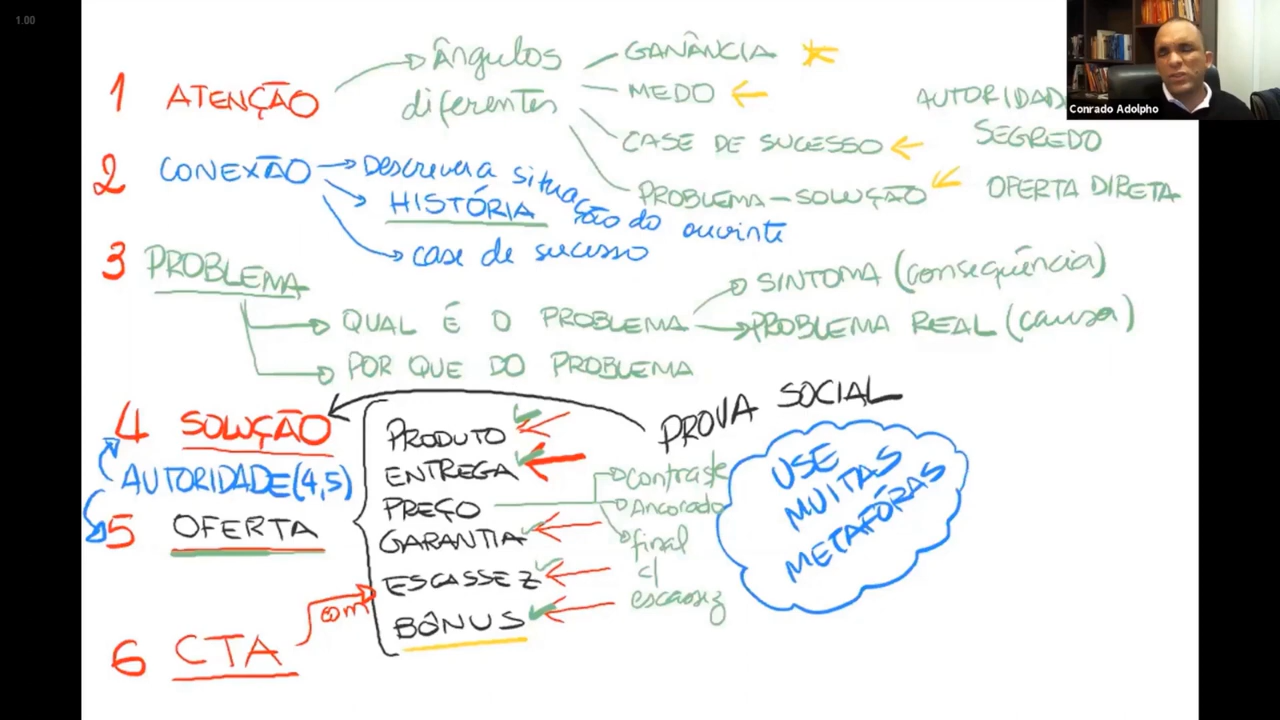 1.00
1 ATENÇÃO
ângulos
diferentes
GANÂNCIA
MEDO
CASE DE SUCESSO
PROBLEMA-SOLUÇÃO
AUTORIDAD
SEGREDO
OFERTA DIRETA
Conrado Adolpho
2 CONEXÃO
Descrever a situação do ouvinte
HISTÓRIA
case de sucesso
3 PROBLEMA
QUAL É O PROBLEMA
SINTOMA (consequência)
PROBLEMA REAL (causa)
POR QUE DO PROBLEMA
4 SOLUÇÃO
PROVA SOCIAL
AUTORIDADE (4,5)
5 OFERTA
PRODUTO
ENTREGA
PREÇO
GARANTIA
ESCASSEZ
BÔNUS
contraste
Ancorado
final
c/
escassez
USE
MUITAS
METAFÓRAS
6 CTA
com